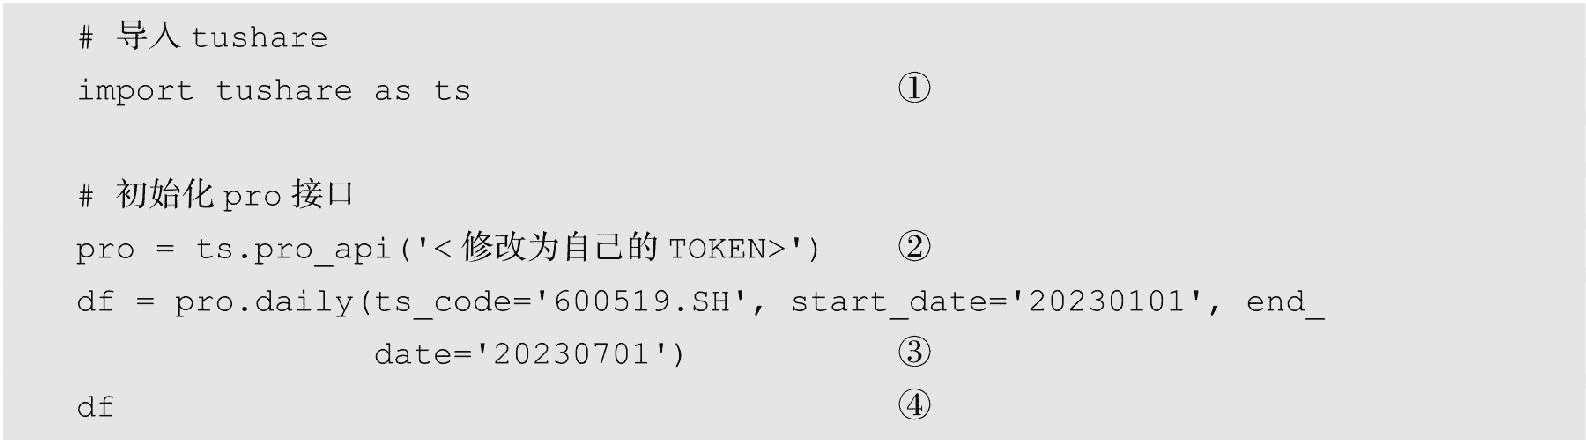 # 导入 tushare
import tushare as ts ①
# 初始化 pro 接口
pro = ts.pro_api('<修改为自己的 TOKEN>') ②
df = pro.daily(ts_code='600519.SH', start_date='20230101', end_
date='20230701') ③
df ④